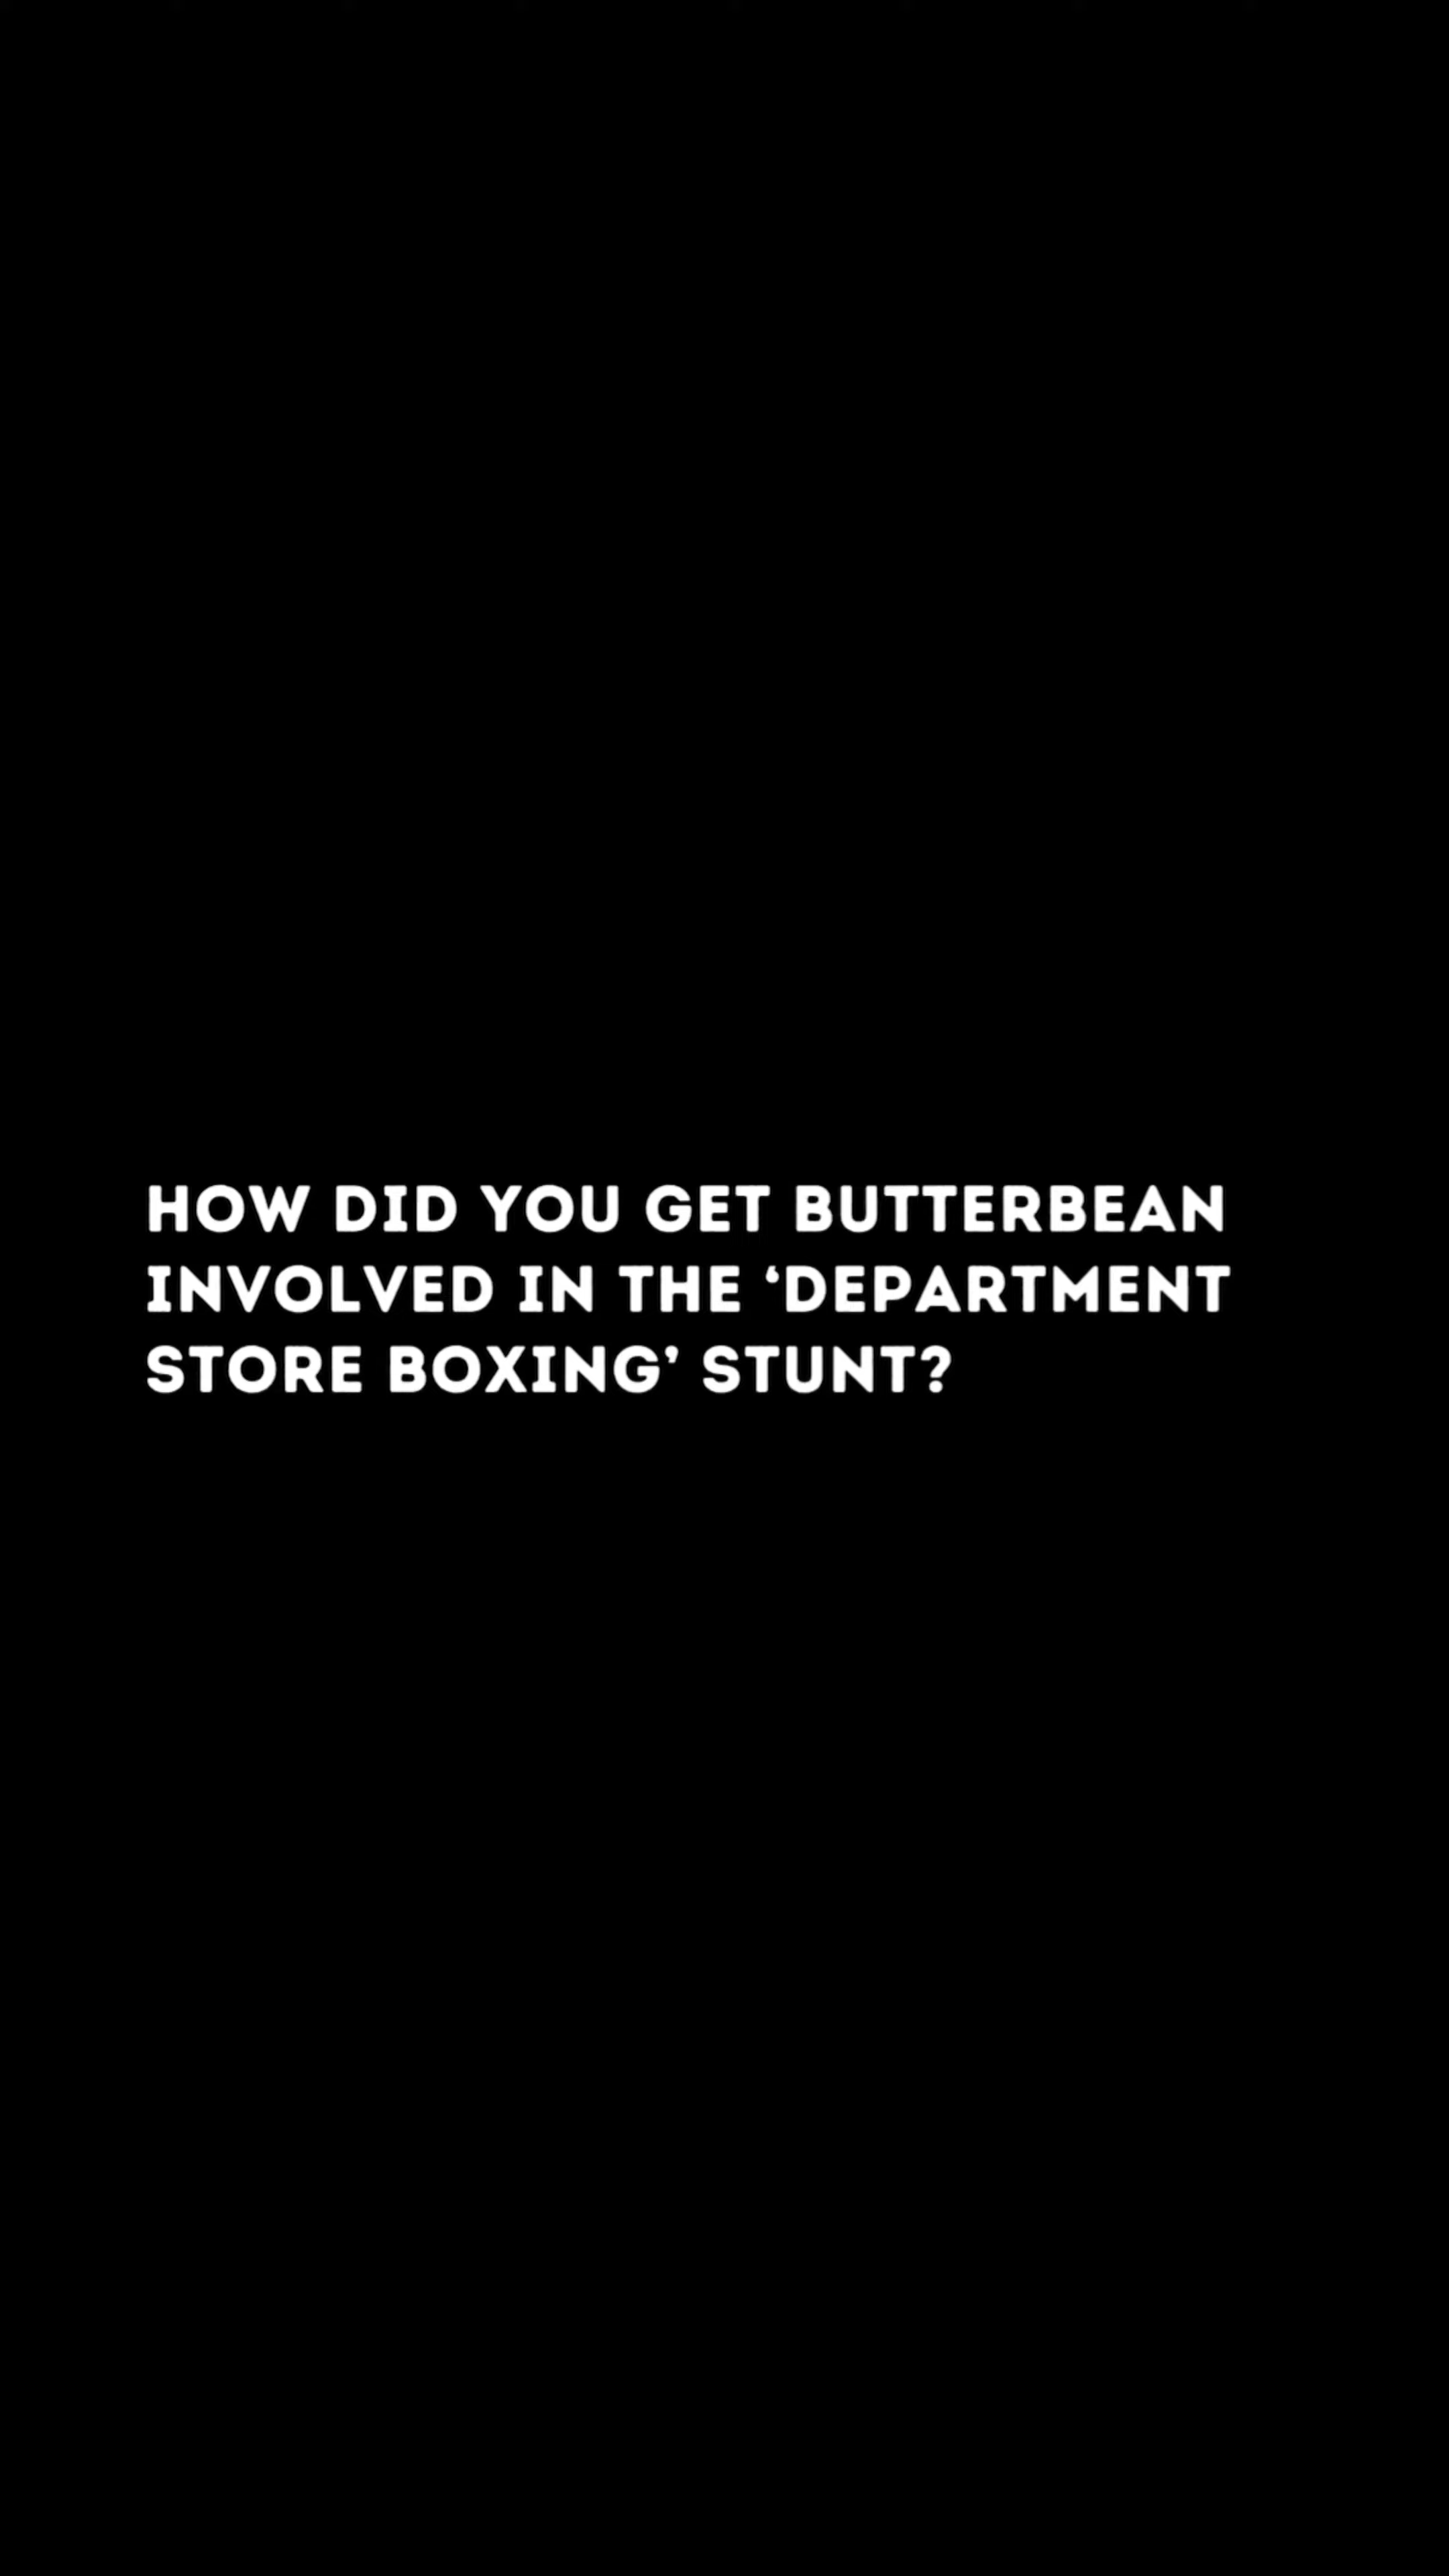 HOW DID YOU GET BUTTERBEAN
INVOLVED IN THE ‘DEPARTMENT
STORE BOXING’ STUNT?